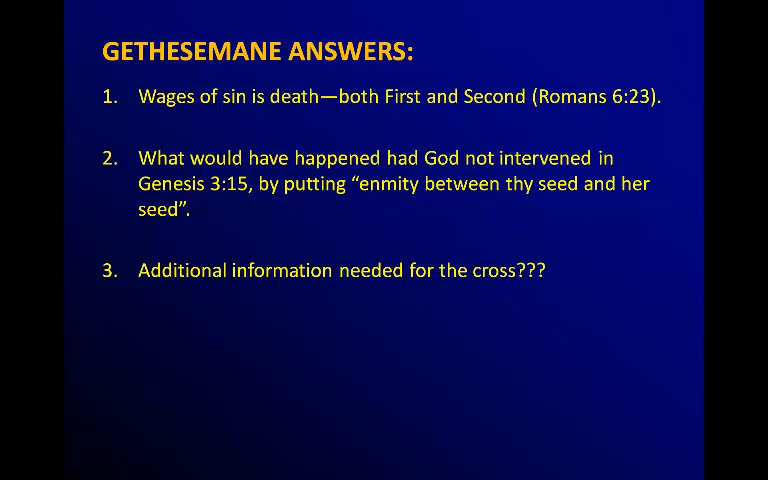 GETHESEMANE ANSWERS:
1. Wages of sin is death—both First and Second (Romans 6:23).
2. What would have happened had God not intervened in
Genesis 3:15, by putting “enmity between thy seed and her
seed”.
3. Additional information needed for the cross???